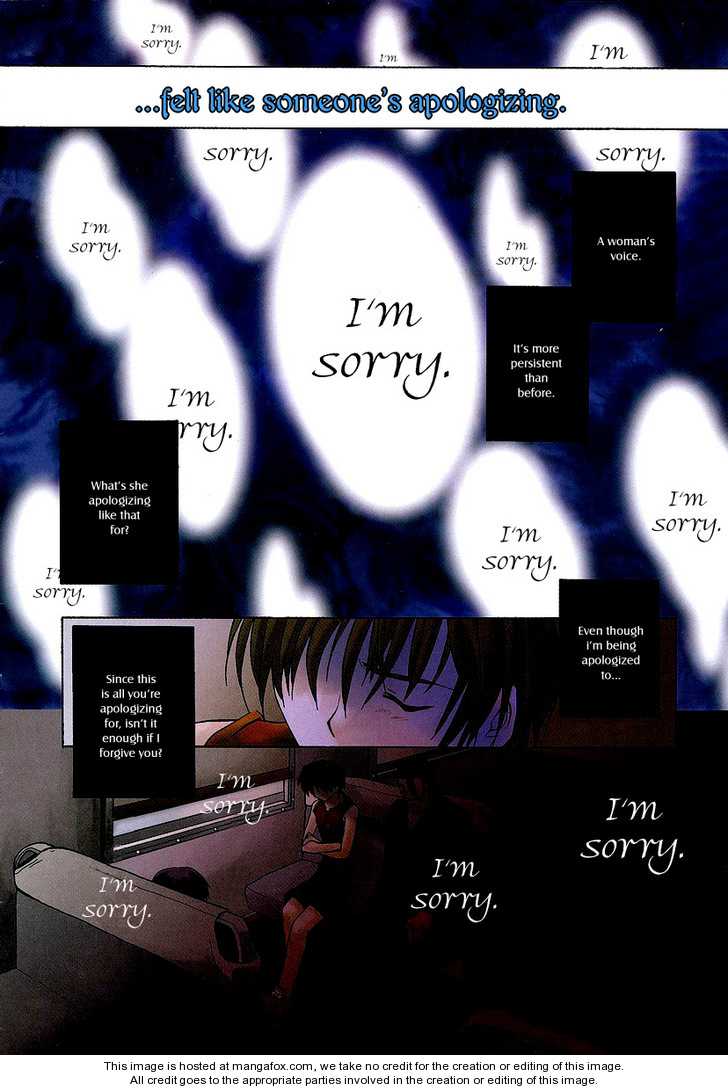 I'm
sorry.
I'm
I'm
...felt like someone's apologizing.
sorry.
sorry.
A woman's
voice.
I'm
sorry.
I'm
sorry.
I'm
sorry.
It's more
persistent
than
before.
I'm
rry.
What's she
apologizing
like that
for?
I'm
sorry.
I'm
sorry.
I'
sorry.
Even though
i'm being
apologized
to...
Since this
is all you're
apologizing
for, isn't it
enough if I
forgive you?
I'm
sorry.
I'm
sorry.
I'm
sorry.
I'm
sorry.
This image is hosted at mangafox.com, we take no credit for the creation or editing of this image.
All credit goes to the appropriate parties involved in the creation or editing of this image.